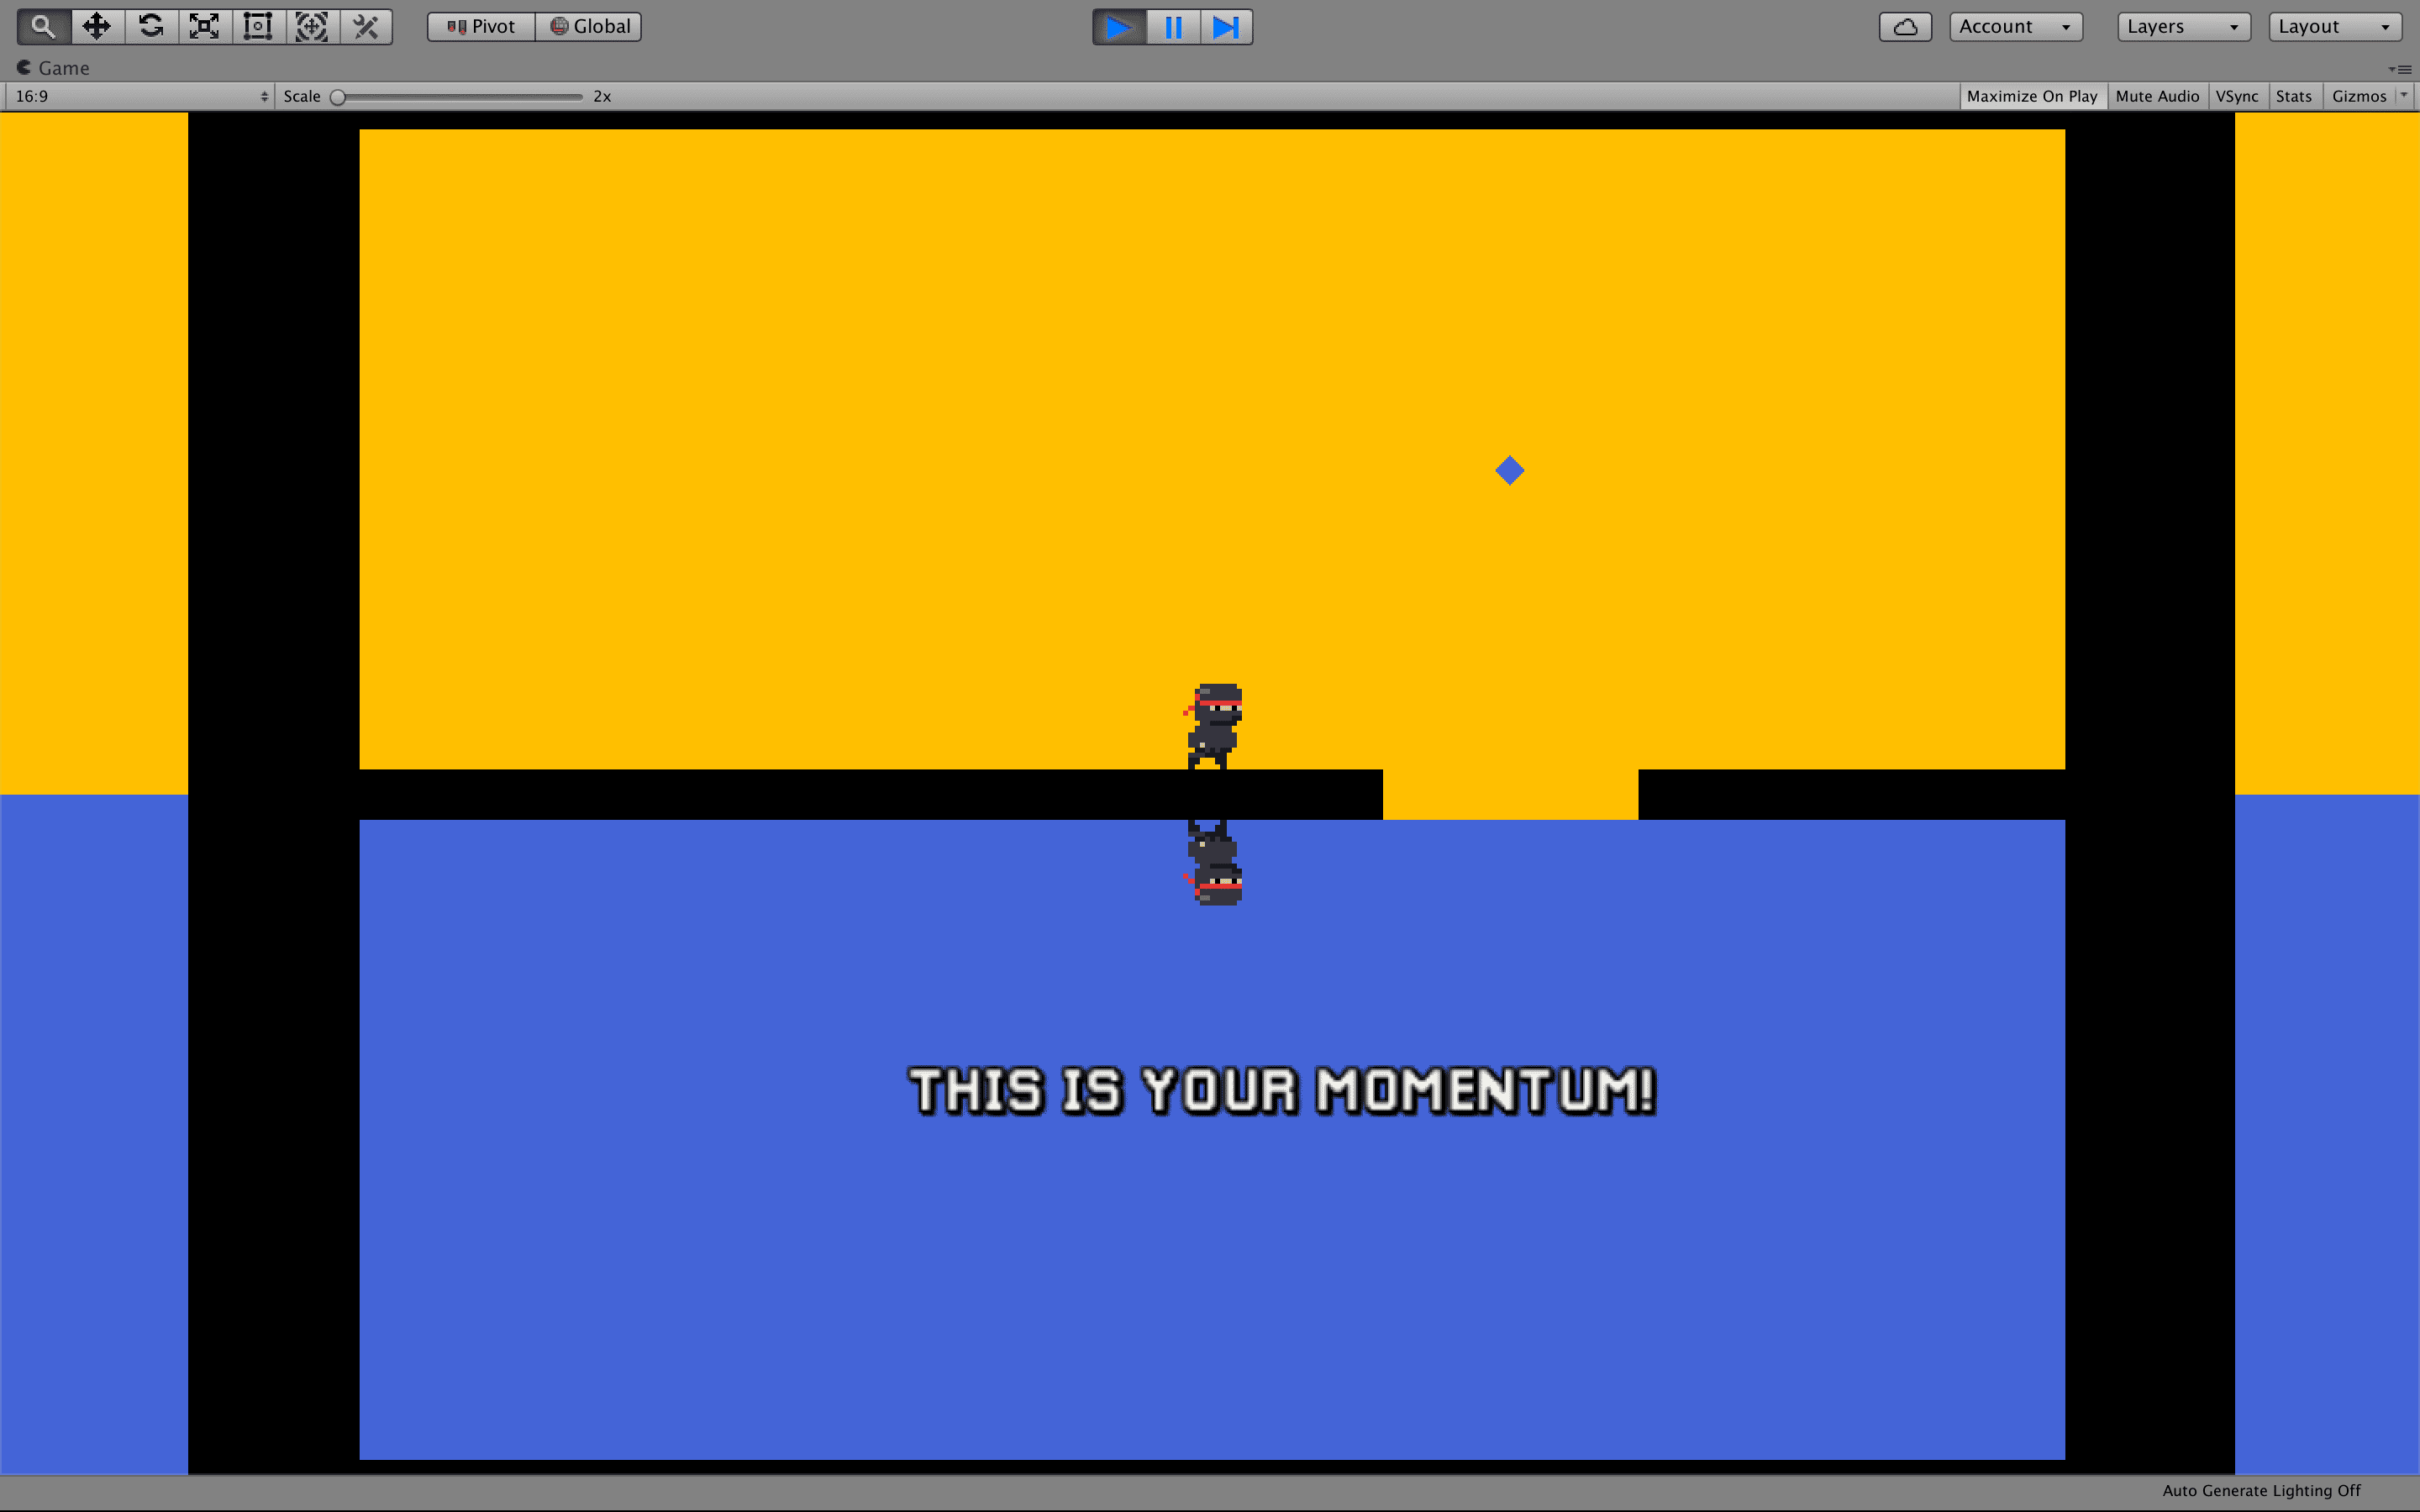 Pivot Global Account Layers Layout
Game
16:9 Scale 2x Maximize On Play Mute Audio VSync Stats Gizmos
THIS IS YOUR MOMENTUM!
Auto Generate Lighting Off